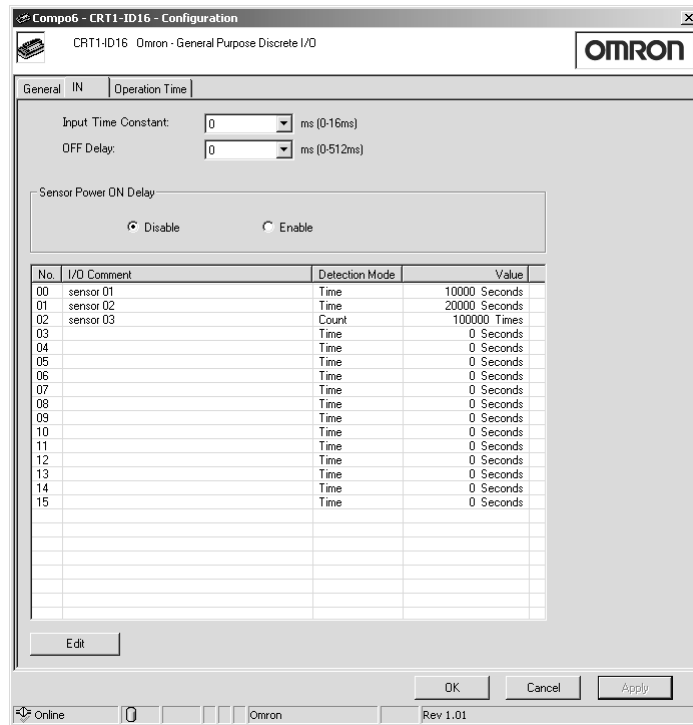 Compo6 - CRT1-ID16 - Configuration
CRT1-ID16 Omron - General Purpose Discrete I/O
OMRON
General IN Operation Time
Input Time Constant: 0 ms (0-16ms)
OFF Delay: 0 ms (0-512ms)
Sensor Power ON Delay
Disable Enable
No. I/O Comment Detection Mode Value
00 sensor 01 Time 10000 Seconds
01 sensor 02 Time 20000 Seconds
02 sensor 03 Count 100000 Times
03 Time 0 Seconds
04 Time 0 Seconds
05 Time 0 Seconds
06 Time 0 Seconds
07 Time 0 Seconds
08 Time 0 Seconds
09 Time 0 Seconds
10 Time 0 Seconds
11 Time 0 Seconds
12 Time 0 Seconds
13 Time 0 Seconds
14 Time 0 Seconds
15 Time 0 Seconds
Edit
OK Cancel Apply
Online Omron Rev 1.01